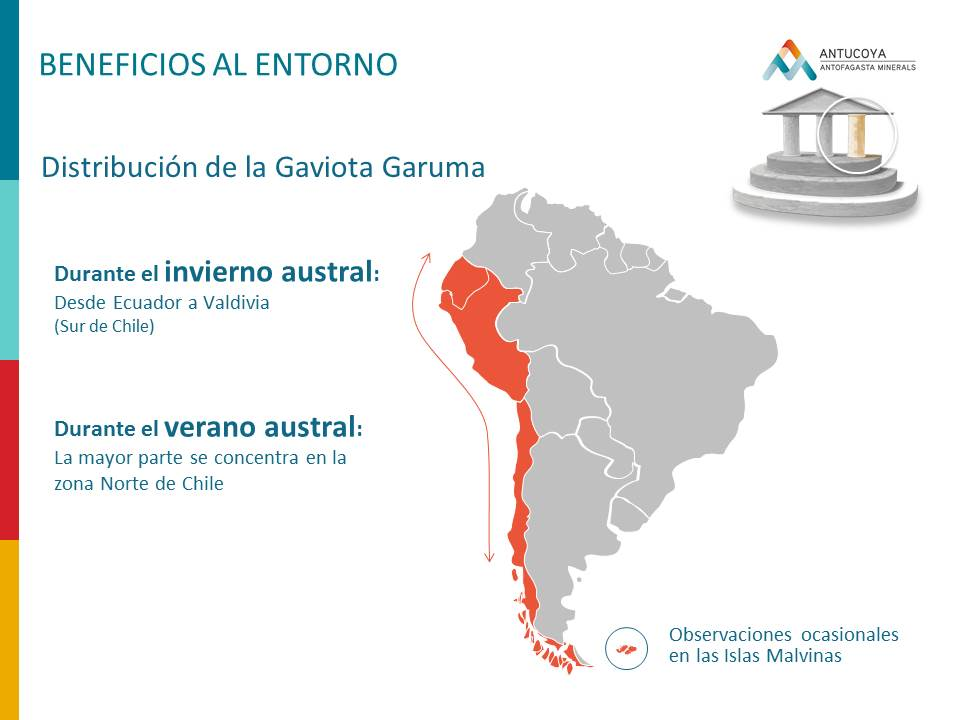 BENEFICIOS AL ENTORNO
ANTUCOYA
ANTOFAGASTA MINERALS
Distribución de la Gaviota Garuma
Durante el invierno austral:
Desde Ecuador a Valdivia
(Sur de Chile)
Durante el verano austral:
La mayor parte se concentra en la
zona Norte de Chile
Observaciones ocasionales
en las Islas Malvinas